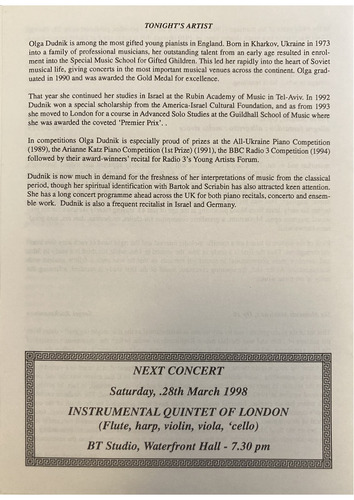 TONIGHT'S ARTIST
Olga Dudnik is among the most gifted young pianists in England. Born in Kharkov, Ukraine in 1973
into a family of professional musicians, her outstanding talent from an early age resulted in enrol-
ment into the Special Music School for Gifted Ghildren. This led her rapidly into the heart of Soviet
musical life, giving concerts in the most important musical venues across the continent. Olga grad-
uated in 1990 and was awarded the Gold Medal for excellence.
That year she continued her studies in Israel at the Rubin Academy of Music in Tel-Aviv. In 1992
Dudnik won a special scholarship from the America-Israel Cultural Foundation, and as from 1993
she moved to London for a course in Advanced Solo Studies at the Guildhall School of Music where
she was awarded the coveted 'Premier Prix'. .
In competitions Olga Dudnik is especially proud of prizes at the All-Ukraine Piano Competition
(1989), the Arianne Katz Piano Competition (1st Prize) (1991), the BBC Radio 3 Competition (1994)
followed by their award-winners' recital for Radio 3's Young Artists Forum.
Dudnik is now much in demand for the freshness of her interpretations of music from the classical
period, though her spiritual identification with Bartok and Scriabin has also attracted keen attention.
She has a long concert programme ahead across the UK for both piano recitals, concerto and ensem-
ble work. Dudnik is also a frequent recitalist in Israel and Germany.
NEXT CONCERT
Saturday, .28th March 1998
INSTRUMENTAL QUINTET OF LONDON
(Flute, harp, violin, viola, 'cello)
BT Studio, Waterfront Hall - 7.30 pm